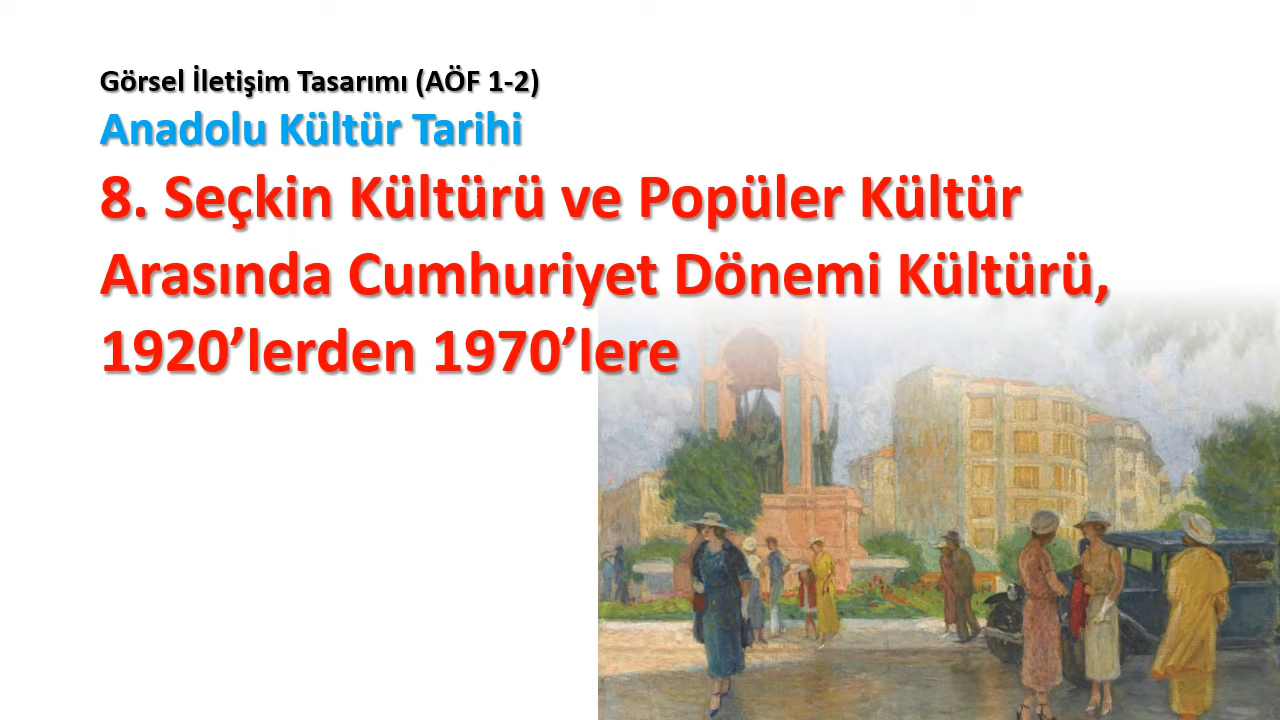 Görsel İletişim Tasarımı (AÖF 1-2)
Anadolu Kültür Tarihi
8. Seçkin Kültürü ve Popüler Kültür
Arasında Cumhuriyet Dönemi Kültürü,
1920’lerden 1970’lere